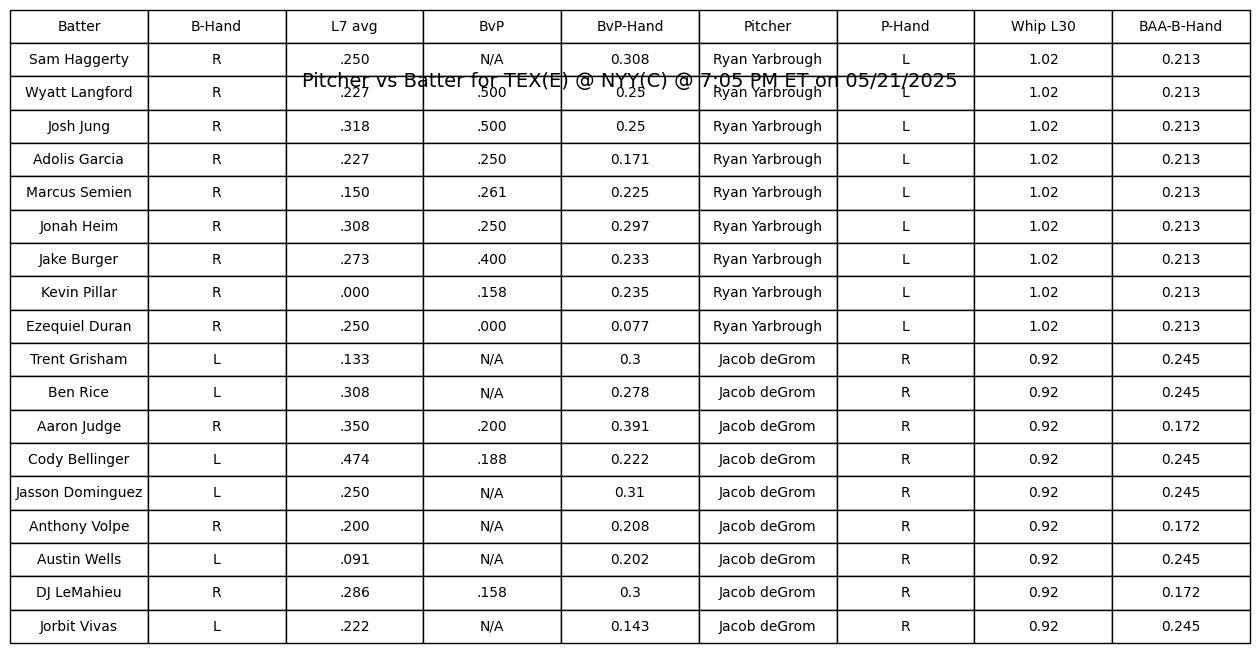 Batter B-Hand L7 avg BvP BvP-Hand Pitcher P-Hand Whip L30 BAA-B-Hand
Sam Haggerty R .250 N/A 0.308 Ryan Yarbrough L 1.02 0.213
Pitcher vs Batter for TEX(E) @ NYY(C) @ 7:05 PM ET on 05/21/2025
Wyatt Langford R .227 .500 0.25 Ryan Yarbrough L 1.02 0.213
Josh Jung R .318 .500 0.25 Ryan Yarbrough L 1.02 0.213
Adolis Garcia R .227 .250 0.171 Ryan Yarbrough L 1.02 0.213
Marcus Semien R .150 .261 0.225 Ryan Yarbrough L 1.02 0.213
Jonah Heim R .308 .250 0.297 Ryan Yarbrough L 1.02 0.213
Jake Burger R .273 .400 0.233 Ryan Yarbrough L 1.02 0.213
Kevin Pillar R .000 .158 0.235 Ryan Yarbrough L 1.02 0.213
Ezequiel Duran R .250 .000 0.077 Ryan Yarbrough L 1.02 0.213
Trent Grisham L .133 N/A 0.3 Jacob deGrom R 0.92 0.245
Ben Rice L .308 N/A 0.278 Jacob deGrom R 0.92 0.245
Aaron Judge R .350 .200 0.391 Jacob deGrom R 0.92 0.172
Cody Bellinger L .474 .188 0.222 Jacob deGrom R 0.92 0.245
Jasson Dominguez L .250 N/A 0.31 Jacob deGrom R 0.92 0.245
Anthony Volpe R .200 N/A 0.208 Jacob deGrom R 0.92 0.172
Austin Wells L .091 N/A 0.202 Jacob deGrom R 0.92 0.245
DJ LeMahieu R .286 .158 0.3 Jacob deGrom R 0.92 0.172
Jorbit Vivas L .222 N/A 0.143 Jacob deGrom R 0.92 0.245